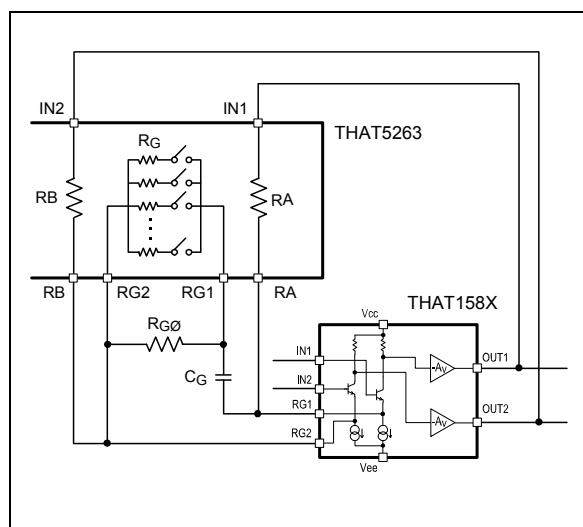 IN2
IN1
THAT5263
RG
RB
RA
RB
RG2
RG1
RA
THAT158X
RGØ
Vcc
IN1
OUT1
-Av
CG
IN2
RG1
OUT2
-Av
RG2
Vee